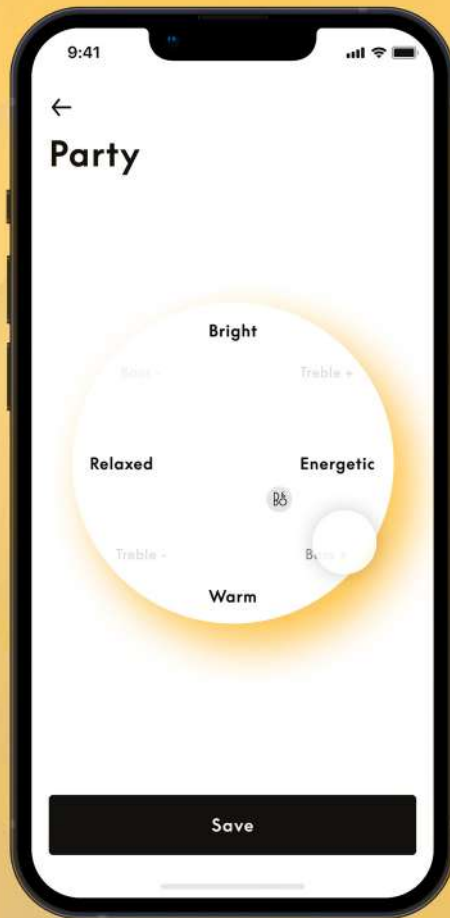 9:41
Party
Bright
Bass - Treble +
Relaxed Energetic
B&O
Treble -
Warm
Save